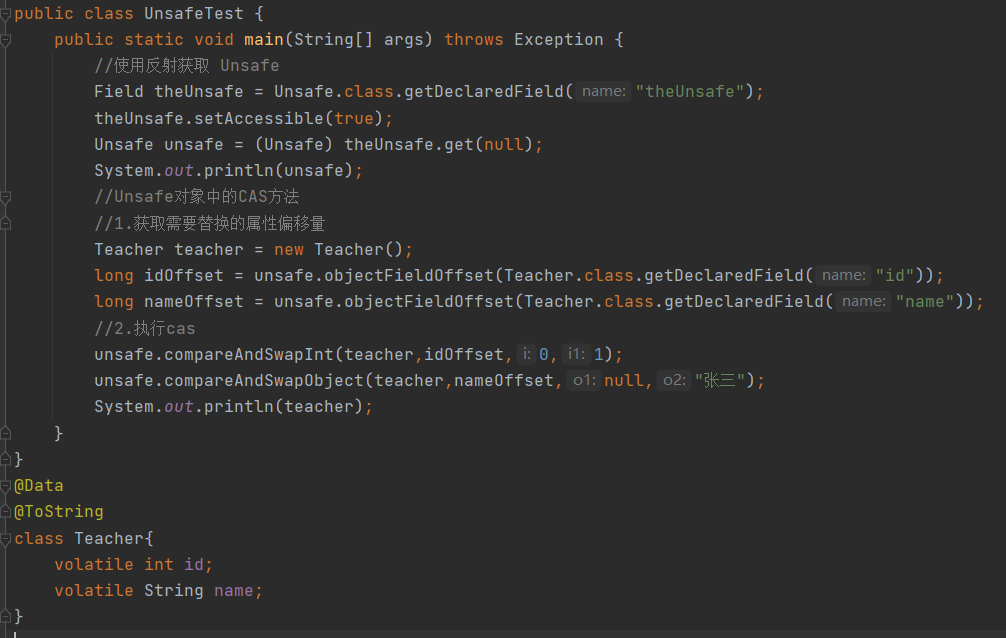 public class UnsafeTest {
public static void main(String[] args) throws Exception {
//使用反射获取 Unsafe
Field theUnsafe = Unsafe.class.getDeclaredField( name: "theUnsafe");
theUnsafe.setAccessible(true);
Unsafe unsafe = (Unsafe) theUnsafe.get(null);
System.out.println(unsafe);
//Unsafe对象中的CAS方法
//1.获取需要替换的属性偏移量
Teacher teacher = new Teacher();
long idOffset = unsafe.objectFieldOffset(Teacher.class.getDeclaredField( name: "id"));
long nameOffset = unsafe.objectFieldOffset(Teacher.class.getDeclaredField( name: "name"));
//2.执行cas
unsafe.compareAndSwapInt(teacher,idOffset, i: 0, i1: 1);
unsafe.compareAndSwapObject(teacher,nameOffset, o1: null, o2: "张三");
System.out.println(teacher);
}
}
@Data
@ToString
class Teacher{
volatile int id;
volatile String name;
}